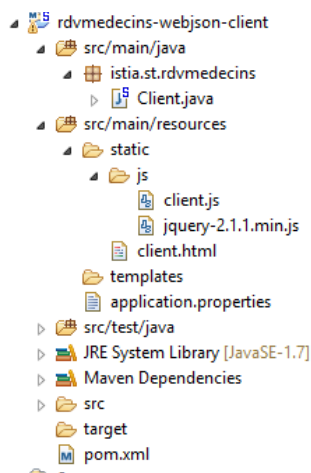 rdvmedecins-webjson-client
src/main/java
istia.st.rdvmedecins
Client.java
src/main/resources
static
js
client.js
jquery-2.1.1.min.js
client.html
templates
application.properties
src/test/java
JRE System Library [JavaSE-1.7]
Maven Dependencies
src
target
pom.xml